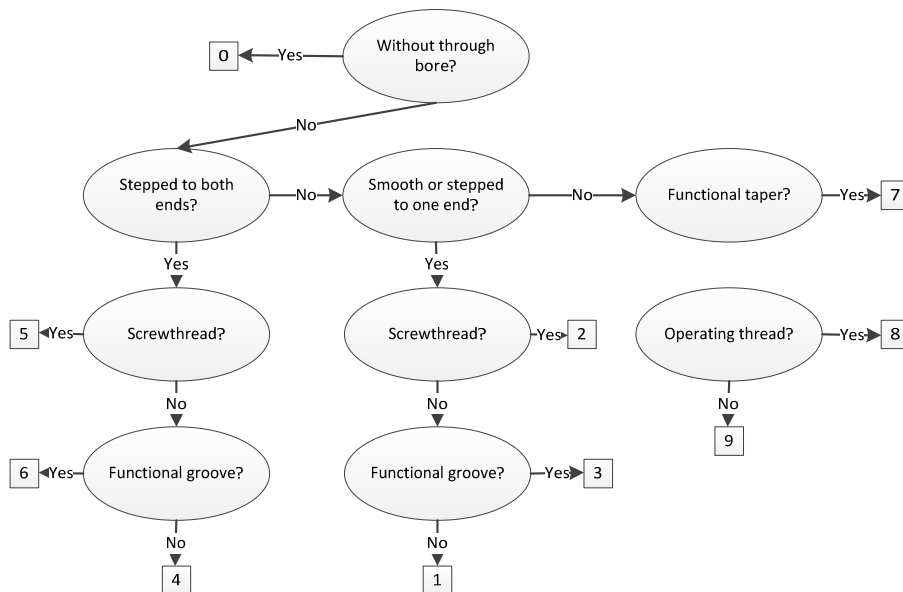 Without through
bore?
Yes
0
No
Stepped to both
ends?
No
Smooth or stepped
to one end?
No
Functional taper?
Yes
7
Yes
Yes
5
Yes
Screwthread?
Screwthread?
Yes
2
Operating thread?
Yes
8
No
No
No
9
6
Yes
Functional groove?
Functional groove?
Yes
3
No
No
4
1